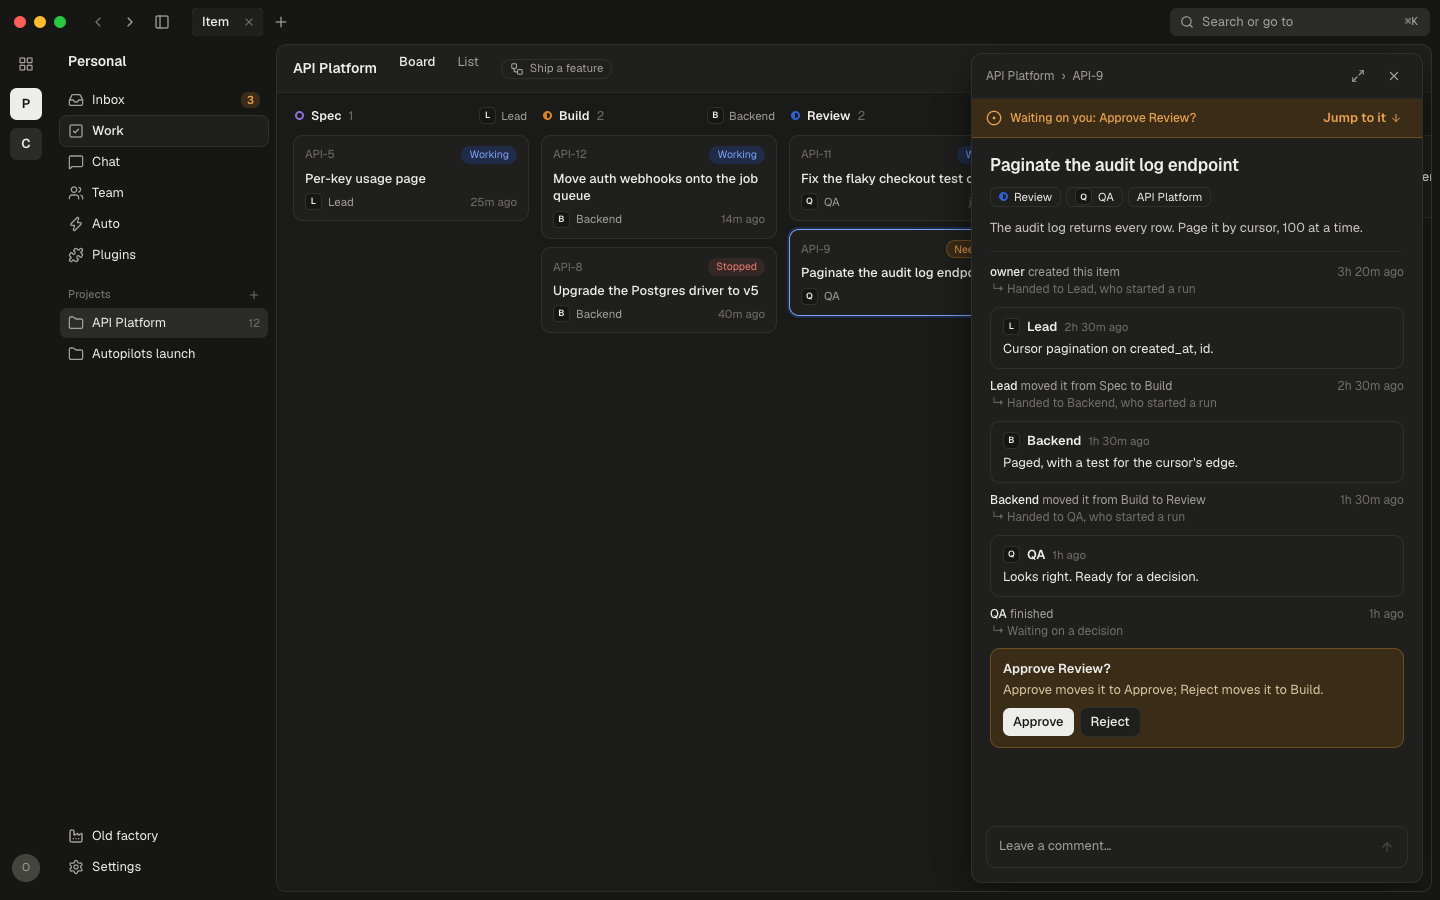 Item
Search or go to
⌘K
P
C
O
Personal
Inbox 3
Work
Chat
Team
Auto
Plugins
Projects
API Platform 12
Autopilots launch
Old factory
Settings
API Platform
Board
List
Ship a feature
Spec 1
L Lead
API-5
Working
Per-key usage page
L Lead
25m ago
Build 2
B Backend
API-12
Working
Move auth webhooks onto the job
queue
B Backend
14m ago
API-8
Stopped
Upgrade the Postgres driver to v5
B Backend
40m ago
Review 2
API-11
Fix the flaky checkout test
Q QA
API-9
Paginate the audit log
Q QA
API Platform › API-9
Waiting on you: Approve Review?
Jump to it ↓
Paginate the audit log endpoint
Review
Q QA
API Platform
The audit log returns every row. Page it by cursor, 100 at a time.
owner created this item
3h 20m ago
Handed to Lead, who started a run
L Lead 2h 30m ago
Cursor pagination on created_at, id.
Lead moved it from Spec to Build
2h 30m ago
Handed to Backend, who started a run
B Backend 1h 30m ago
Paged, with a test for the cursor's edge.
Backend moved it from Build to Review
1h 30m ago
Handed to QA, who started a run
Q QA 1h ago
Looks right. Ready for a decision.
QA finished
1h ago
Waiting on a decision
Approve Review?
Approve moves it to Approve; Reject moves it to Build.
Approve
Reject
Leave a comment…